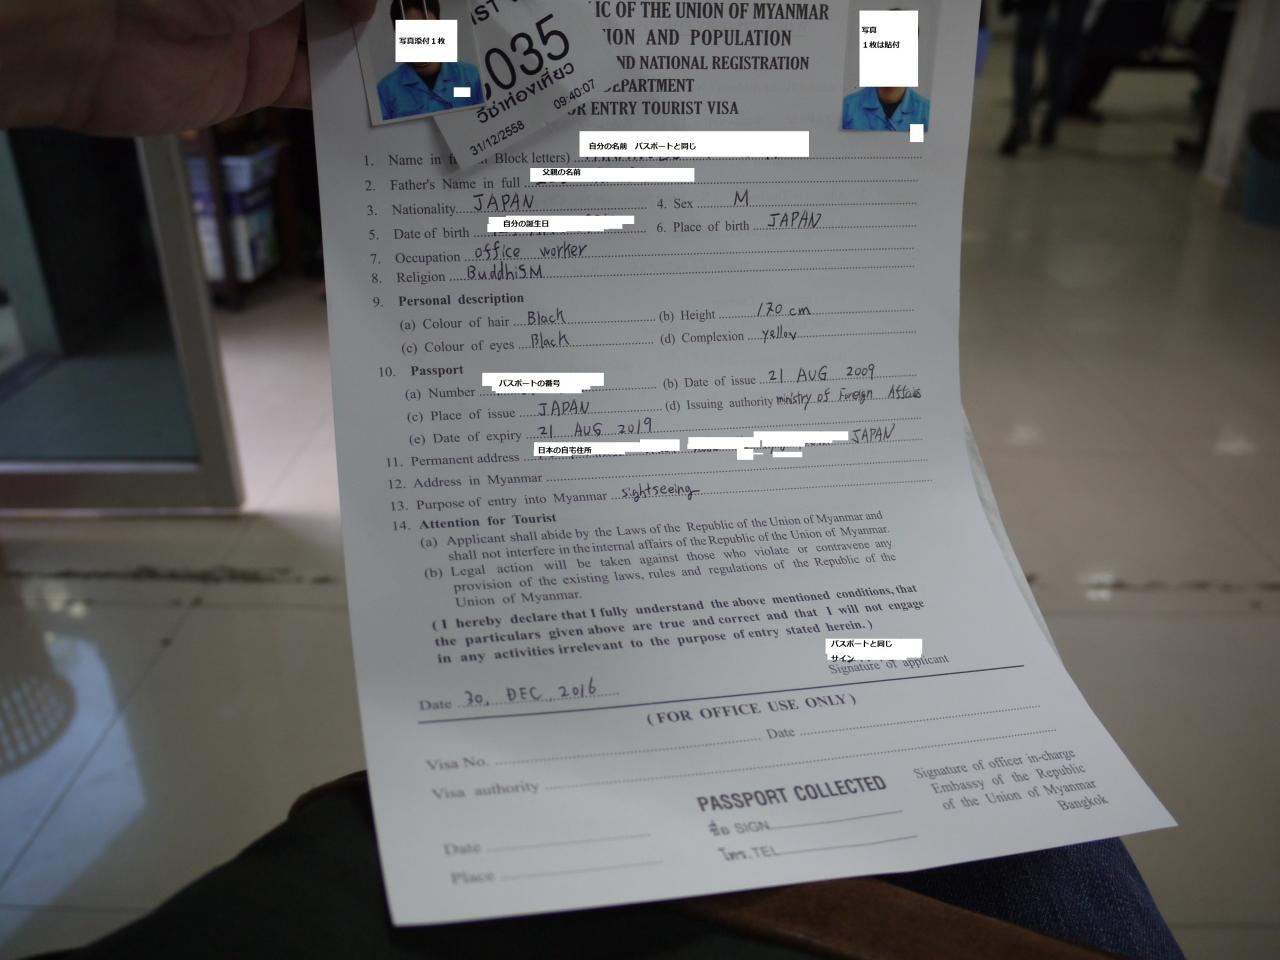 写真添付1枚
IST
035
วีซ่าท่องเที่ยว
31/12/2558 09:40:07
写真
1枚は貼付
IC OF THE UNION OF MYANMAR
ION AND POPULATION
ND NATIONAL REGISTRATION
EPARTMENT
OR ENTRY TOURIST VISA
1. Name in Block letters) 自分の名前 パスポートと同じ
2. Father's Name in full 父親の名前
3. Nationality JAPAN 4. Sex M
5. Date of birth 自分の誕生日 6. Place of birth JAPAN
7. Occupation office worker
8. Religion BuddhisM
9. Personal description
(a) Colour of hair Black (b) Height 170 cm
(c) Colour of eyes Black (d) Complexion yellow
10. Passport
(a) Number パスポートの番号 (b) Date of issue 21 AUG 2009
(c) Place of issue JAPAN (d) Issuing authority ministry of Foreign Affairs
(e) Date of expiry 21 AUG 2019
11. Permanent address 日本の自宅住所 JAPAN
12. Address in Myanmar
13. Purpose of entry into Myanmar sightseeing
14. Attention for Tourist
(a) Applicant shall abide by the Laws of the Republic of the Union of Myanmar and
shall not interfere in the internal affairs of the Republic of the Union of Myanmar.
(b) Legal action will be taken against those who violate or contravene any
provision of the existing laws, rules and regulations of the Republic of the
Union of Myanmar.
( I hereby declare that I fully understand the above mentioned conditions, that
the particulars given above are true and correct and that I will not engage
in any activities irrelevant to the purpose of entry stated herein. )
パスポートと同じ
サイン
Signature of applicant
Date 30, DEC, 2016
( FOR OFFICE USE ONLY )
Visa No. Date
Visa authority
PASSPORT COLLECTED
ชื่อ SIGN
โทร.TEL
Signature of officer in-charge
Embassy of the Republic
of the Union of Myanmar
Bangkok
Date
Place